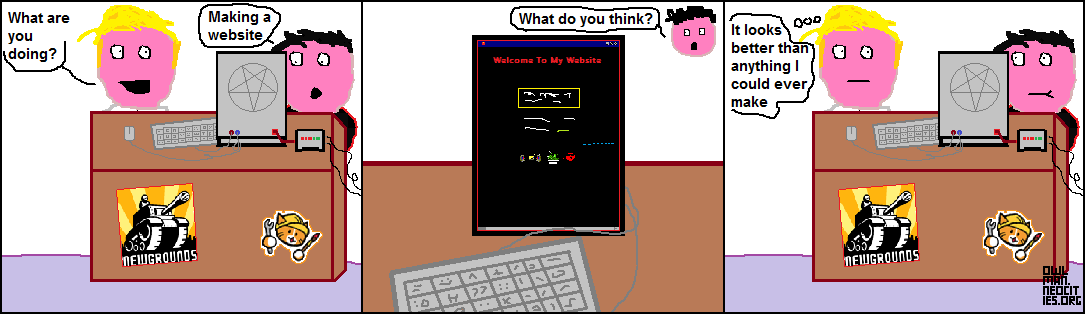 What are
you
doing?
Making a
website
NEWGROUNDS
What do you think?
Welcome To My Website
It looks
better than
anything I
could ever
make
NEWGROUNDS
OWL
MAN.
NEOCIT
IES.ORG